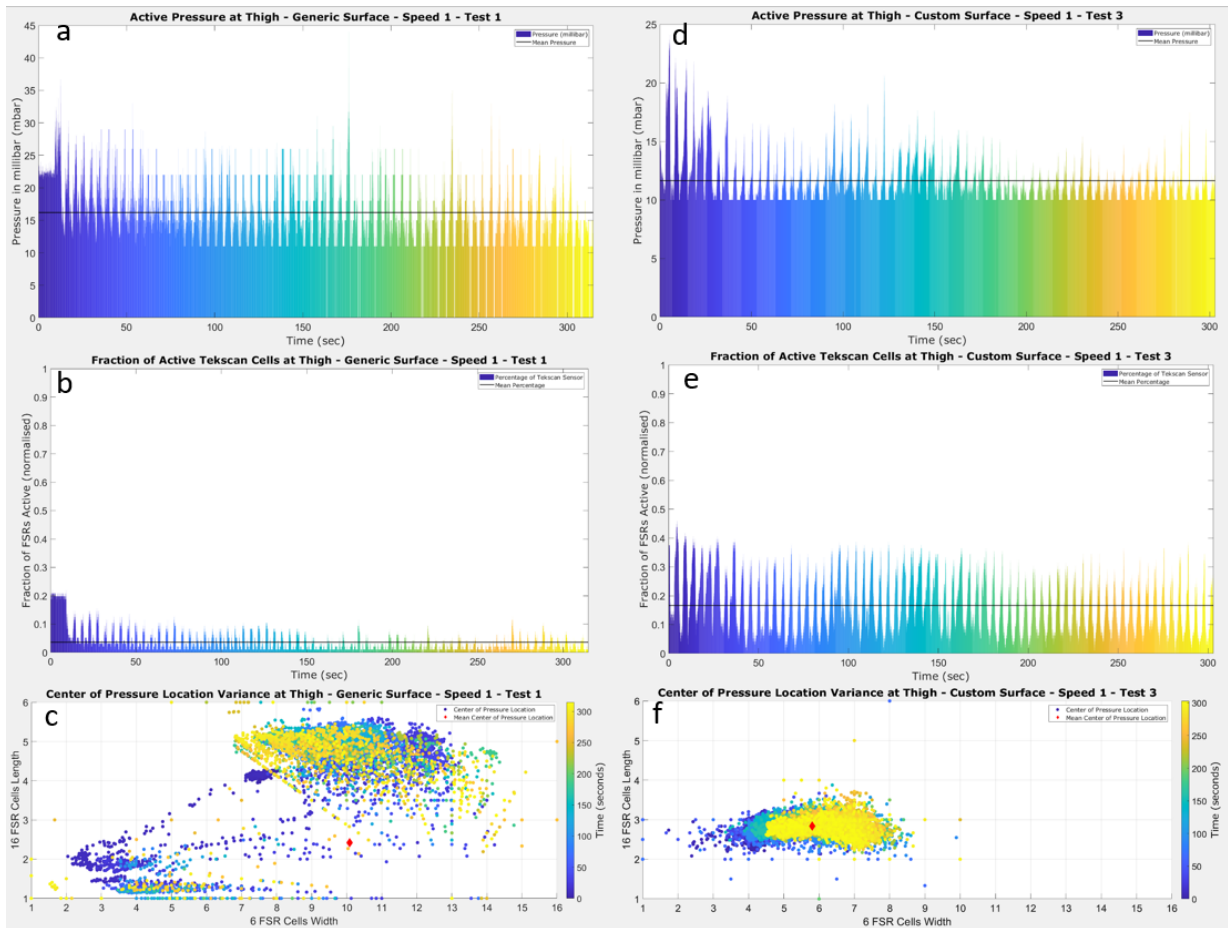 Active Pressure at Thigh - Generic Surface - Speed 1 - Test 1
a
45
40
35
30
25
20
15
10
5
0
Pressure in millibar (mbar)
Pressure (millibar)
Mean Pressure
0 50 100 150 200 250 300
Time (sec)
Active Pressure at Thigh - Custom Surface - Speed 1 - Test 3
d
25
20
15
10
5
0
Pressure in millibar (mbar)
Pressure (millibar)
Mean Pressure
0 50 100 150 200 250 300
Time (sec)
Fraction of Active Tekscan Cells at Thigh - Generic Surface - Speed 1 - Test 1
b
1
0.9
0.8
0.7
0.6
0.5
0.4
0.3
0.2
0.1
0
Fraction of FSRs Active (normalised)
Percentage of Tekscan Sensor
Mean Percentage
0 50 100 150 200 250 300
Time (sec)
Fraction of Active Tekscan Cells at Thigh - Custom Surface - Speed 1 - Test 3
e
1
0.9
0.8
0.7
0.6
0.5
0.4
0.3
0.2
0.1
0
Fraction of FSRs Active (normalised)
Percentage of Tekscan Sensor
Mean Percentage
0 50 100 150 200 250 300
Time (sec)
Center of Pressure Location Variance at Thigh - Generic Surface - Speed 1 - Test 1
c
6
5
4
3
2
1
16 FSR Cells Length
Center of Pressure Location
Mean Center of Pressure Location
1 2 3 4 5 6 7 8 9 10 11 12 13 14 15 16
6 FSR Cells Width
300
250
200
150
100
50
0
Time (seconds)
Center of Pressure Location Variance at Thigh - Custom Surface - Speed 1 - Test 3
f
6
5
4
3
2
1
16 FSR Cells Length
Center of Pressure Location
Mean Center of Pressure Location
1 2 3 4 5 6 7 8 9 10 11 12 13 14 15 16
6 FSR Cells Width
300
250
200
150
100
50
0
Time (seconds)